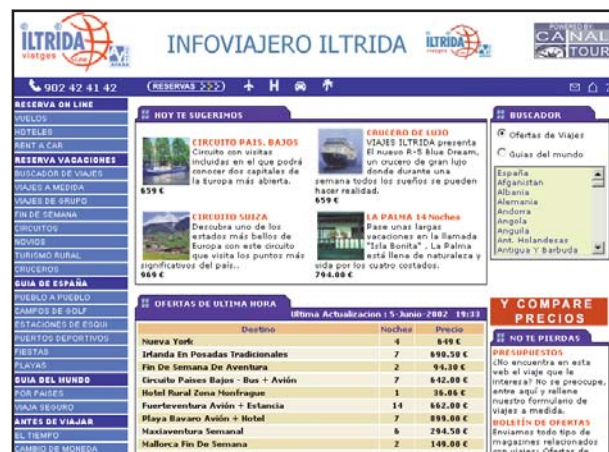 ILTRIDA
viatges
INFOVIAJERO ILTRIDA
ILTRIDA
POWERED BY:
CANAL
TOUR
902 42 41 42
(RESERVAS >>>)
H
RESERVA ON LINE
VUELOS
HOTELES
RENT A CAR
RESERVA VACACIONES
BUSCADOR DE VIAJES
VIAJES A MEDIDA
VIAJES DE GRUPO
FIN DE SEMANA
CIRCUITOS
NOVIOS
TURISMO RURAL
CRUCEROS
GUIA DE ESPAÑA
PUEBLO A PUEBLO
CAMPOS DE GOLF
ESTACIONES DE ESQUI
PUERTOS DEPORTIVOS
FIESTAS
PLAYAS
GUIA DEL MUNDO
POR PAISES
VIAJA SEGURO
ANTES DE VIAJAR
EL TIEMPO
CAMBIO DE MONEDA
HOY TE SUGERIMOS
CIRCUITO PAIS. BAJOS
Circuito con visitas
incluidas en el que podrá
conocer dos capitales de
la Europa más abierta.
659 €
CRUCERO DE LUJO
VIAJES ILTRIDA presenta
El nuevo R-5 Blue Dream,
un crucero de gran lujo
donde durante una
semana todos los sueños se pueden
hacer realidad.
659 €
CIRCUITO SUIZA
Descubra uno de los
estados más bellos de
Europa con este circuito
que visita los puntos más
significativos del país..
969 €
LA PALMA 14 Noches
Pase unas largas
vacaciones en la llamada
"Isla Bonita" , La Palma
está llena de naturaleza y
vida por los cuatro costados.
794.00 €
OFERTAS DE ULTIMA HORA
Ultima Actualizacion : 5-Junio-2002 19:33
Destino Noches Precio
Nueva York 4 649 €
Irlanda En Posadas Tradicionales 7 690.50 €
Fin De Semana De Aventura 2 94.30 €
Circuito Paises Bajos - Bus + Avión 7 642.00 €
Hotel Rural Zona Monfrague 1 36.06 €
Fuerteventura Avión + Estancia 14 662.00 €
Playa Bavaro Avión + Hotel 7 899.00 €
Maxiaventura Semanal 6 294.50 €
Mallorca Fin De Semana 2 149.00 €
BUSCADOR
Ofertas de Viajes
Guias del mundo
España
Afganistan
Albania
Alemania
Andorra
Angola
Anguila
Ant. Holandesas
Antigua Y Barbuda
Y COMPARE
PRECIOS
NO TE PIERDAS
PRESUPUESTOS
¿No encuentra en esta
web el viaje que le
interesa? No se preocupe,
entre aquí y rellene
nuestro formulario de
viajes a medida.
BOLETÍN DE OFERTAS
Enviamos todo tipo de
magazines relacionados
con viajes: Ofertas de